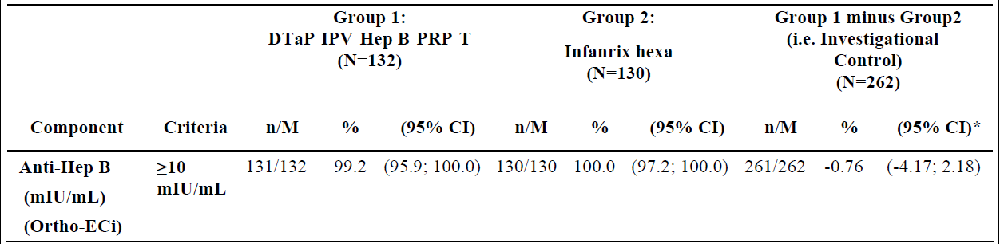 Group 1:
DTaP-IPV-Hep B-PRP-T
(N=132)
Group 2:
Infanrix hexa
(N=130)
Group 1 minus Group2
(i.e. Investigational -
Control)
(N=262)
Component Criteria n/M % (95% CI) n/M % (95% CI) n/M % (95% CI)*
Anti-Hep B ≥10 131/132 99.2 (95.9; 100.0) 130/130 100.0 (97.2; 100.0) 261/262 -0.76 (-4.17; 2.18)
(mIU/mL) mIU/mL
(Ortho-ECi)